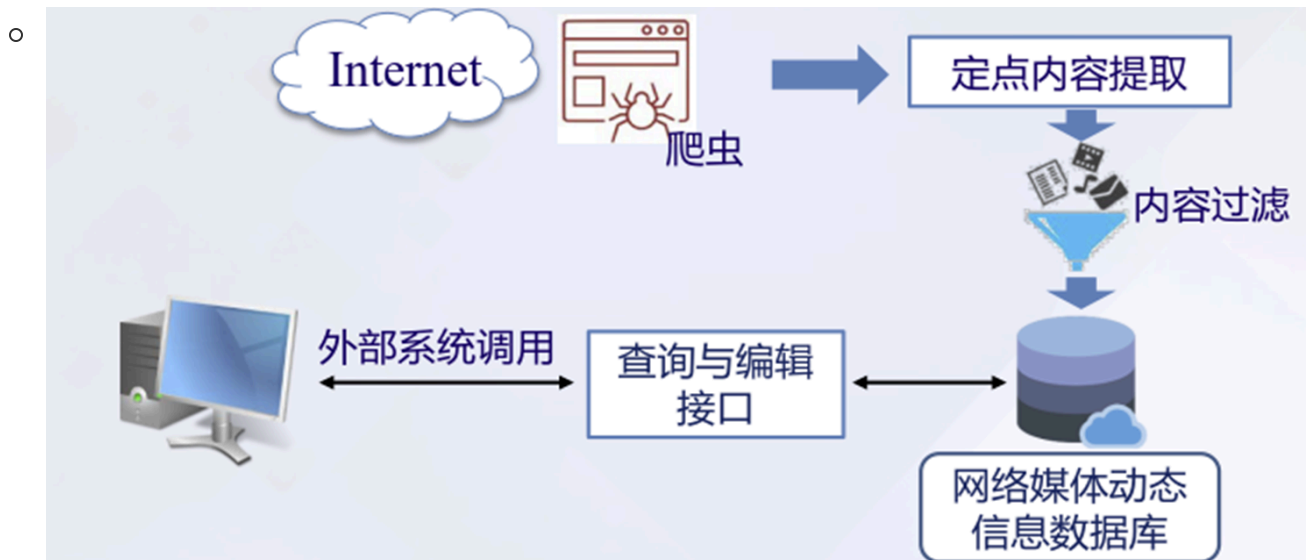 Internet
爬虫
定点内容提取
内容过滤
外部系统调用
查询与编辑
接口
网络媒体动态
信息数据库